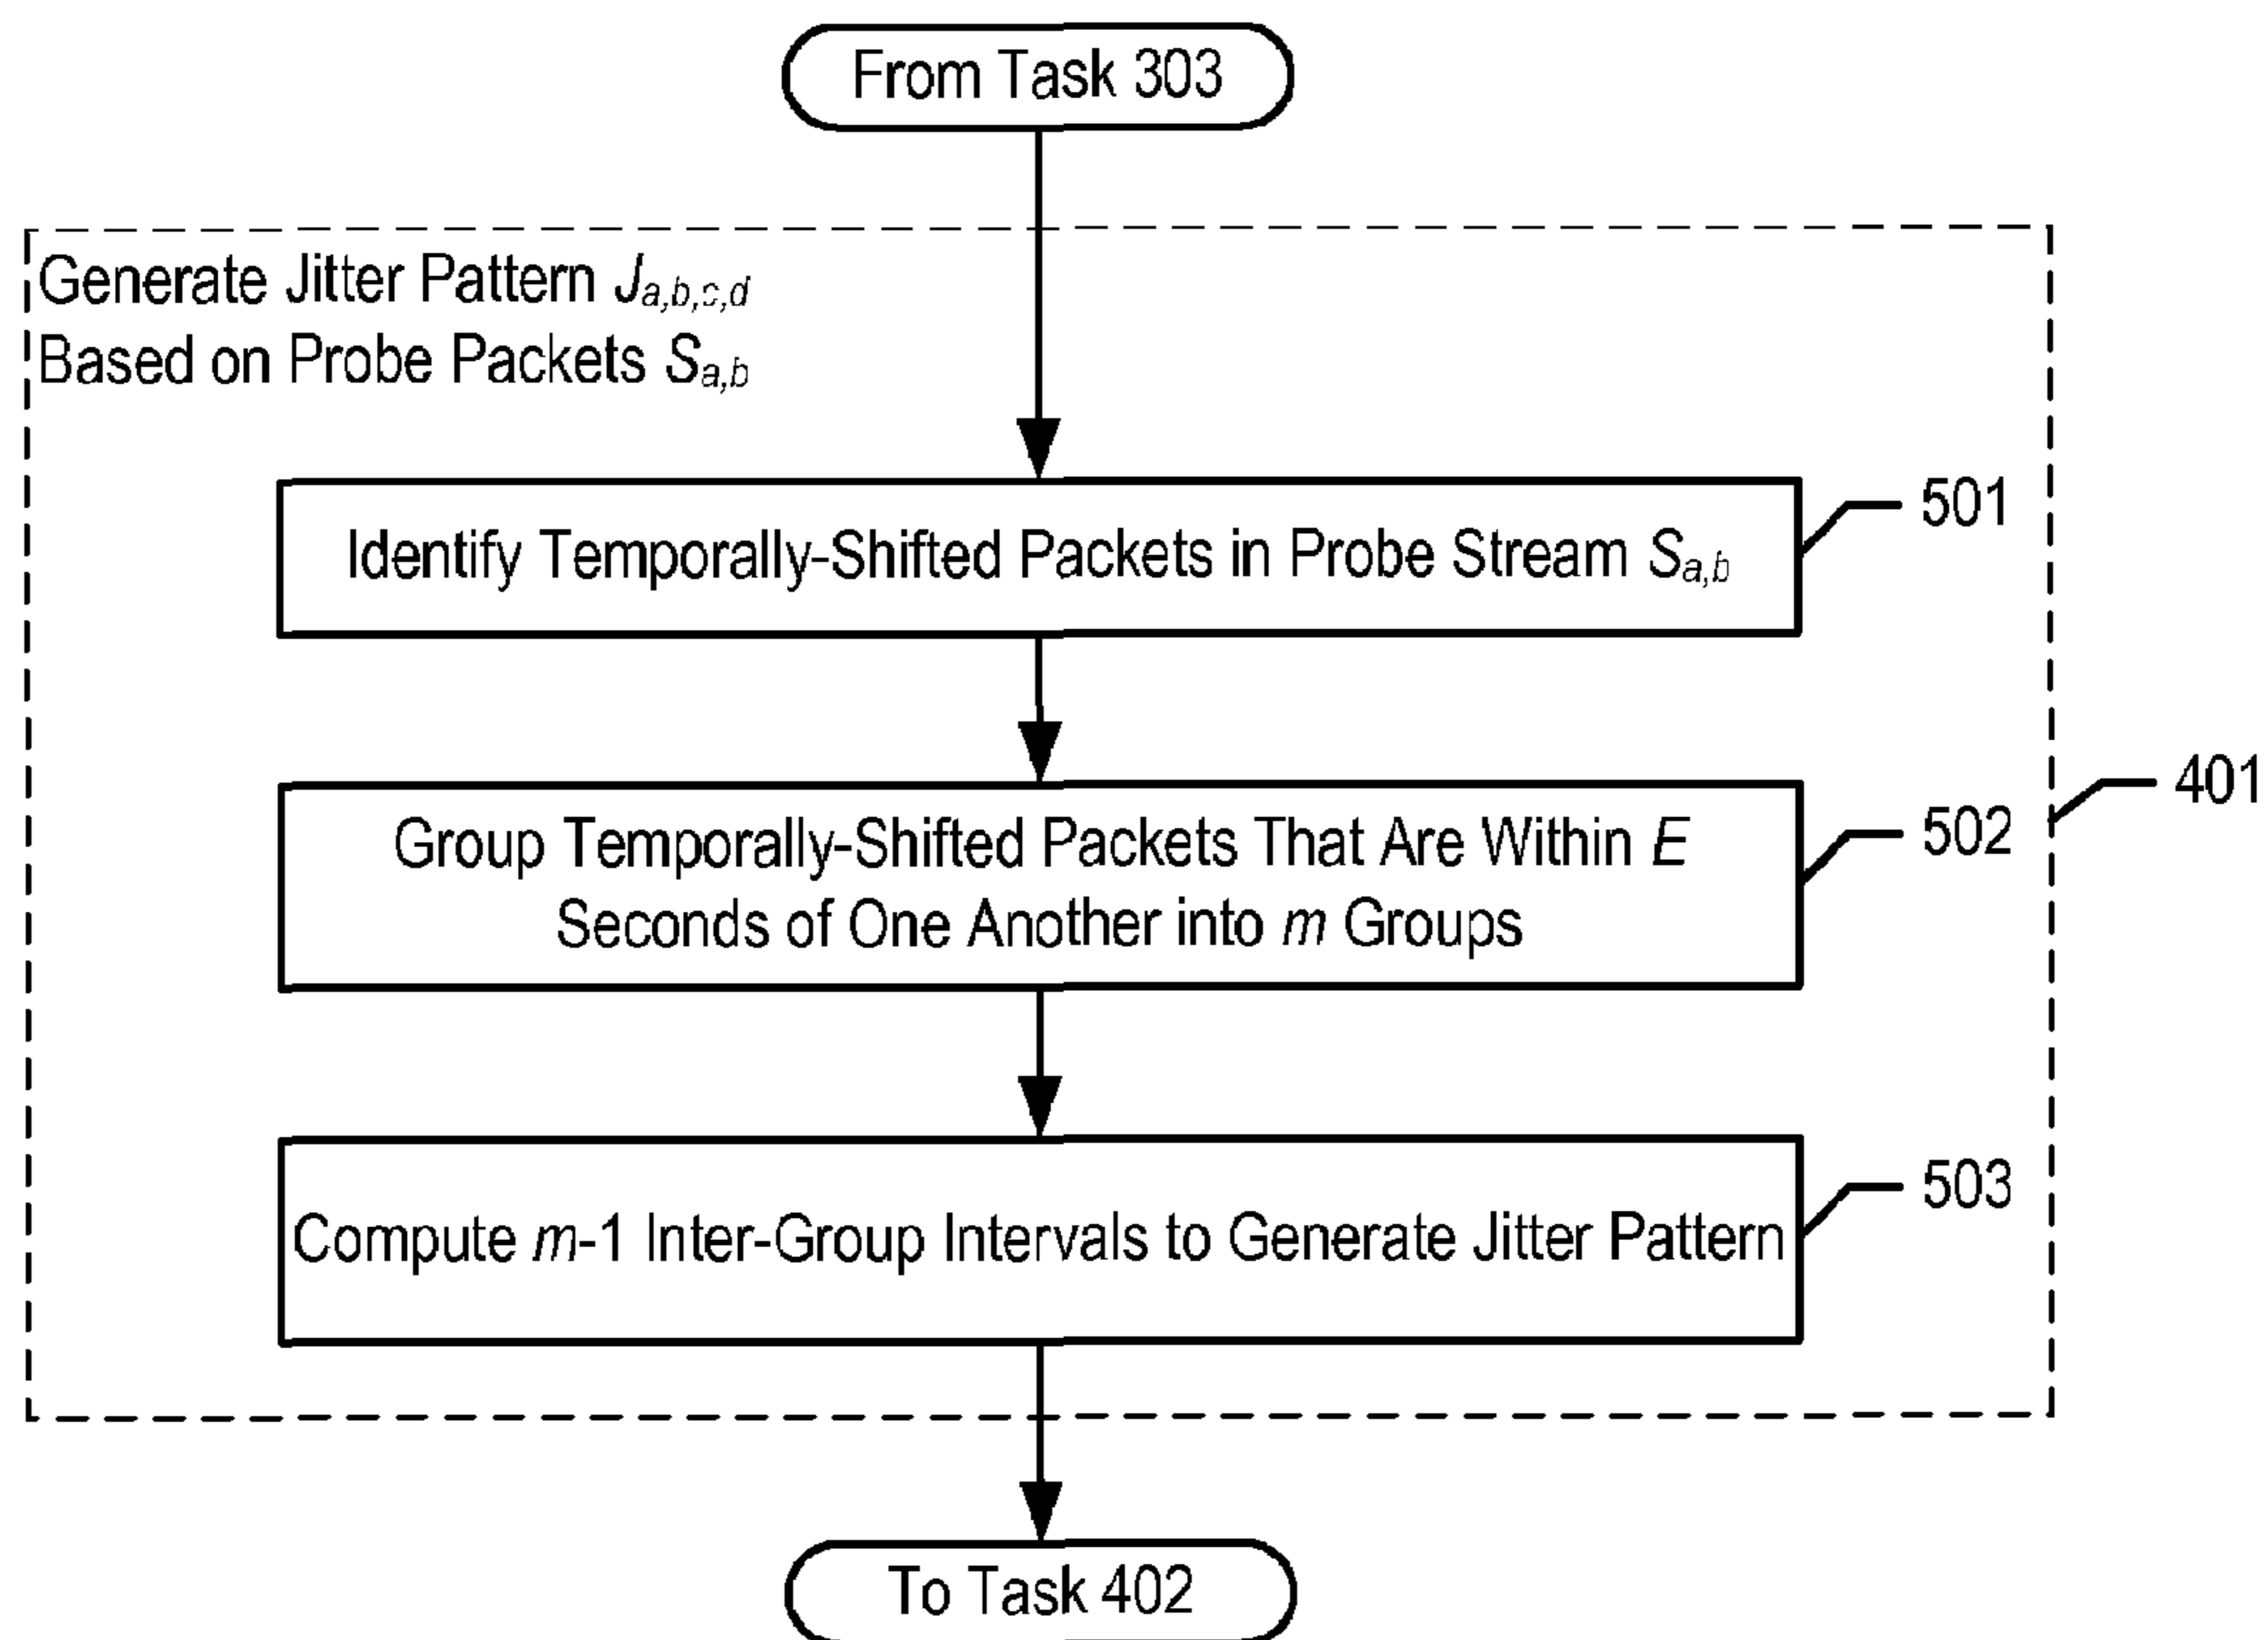 From Task 303
Generate Jitter Pattern Ja,b,c,d
Based on Probe Packets Sa,b
Identify Temporally-Shifted Packets in Probe Stream Sa,b
501
Group Temporally-Shifted Packets That Are Within E
Seconds of One Another into m Groups
502
401
Compute m-1 Inter-Group Intervals to Generate Jitter Pattern
503
To Task 402